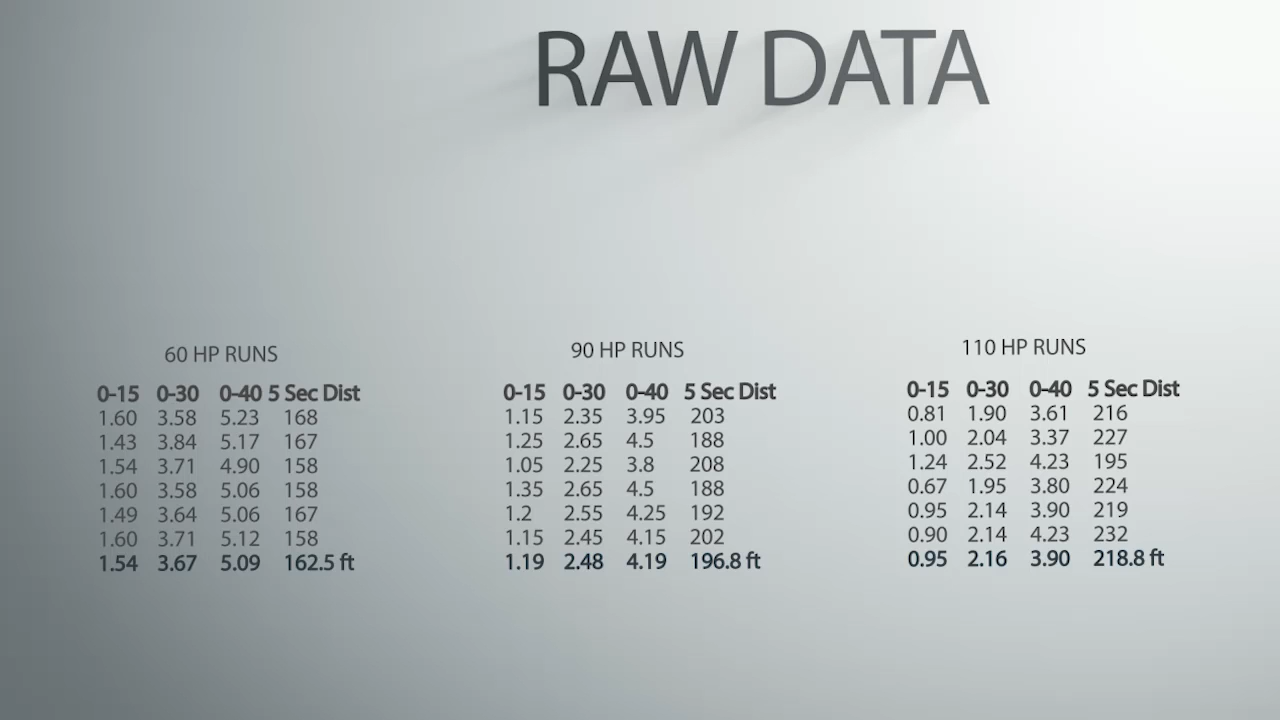 RAW DATA
60 HP RUNS
0-15 0-30 0-40 5 Sec Dist
1.60 3.58 5.23 168
1.43 3.84 5.17 167
1.54 3.71 4.90 158
1.60 3.58 5.06 158
1.49 3.64 5.06 167
1.60 3.71 5.12 158
1.54 3.67 5.09 162.5 ft
90 HP RUNS
0-15 0-30 0-40 5 Sec Dist
1.15 2.35 3.95 203
1.25 2.65 4.5 188
1.05 2.25 3.8 208
1.35 2.65 4.5 188
1.2 2.55 4.25 192
1.15 2.45 4.15 202
1.19 2.48 4.19 196.8 ft
110 HP RUNS
0-15 0-30 0-40 5 Sec Dist
0.81 1.90 3.61 216
1.00 2.04 3.37 227
1.24 2.52 4.23 195
0.67 1.95 3.80 224
0.95 2.14 3.90 219
0.90 2.14 4.23 232
0.95 2.16 3.90 218.8 ft